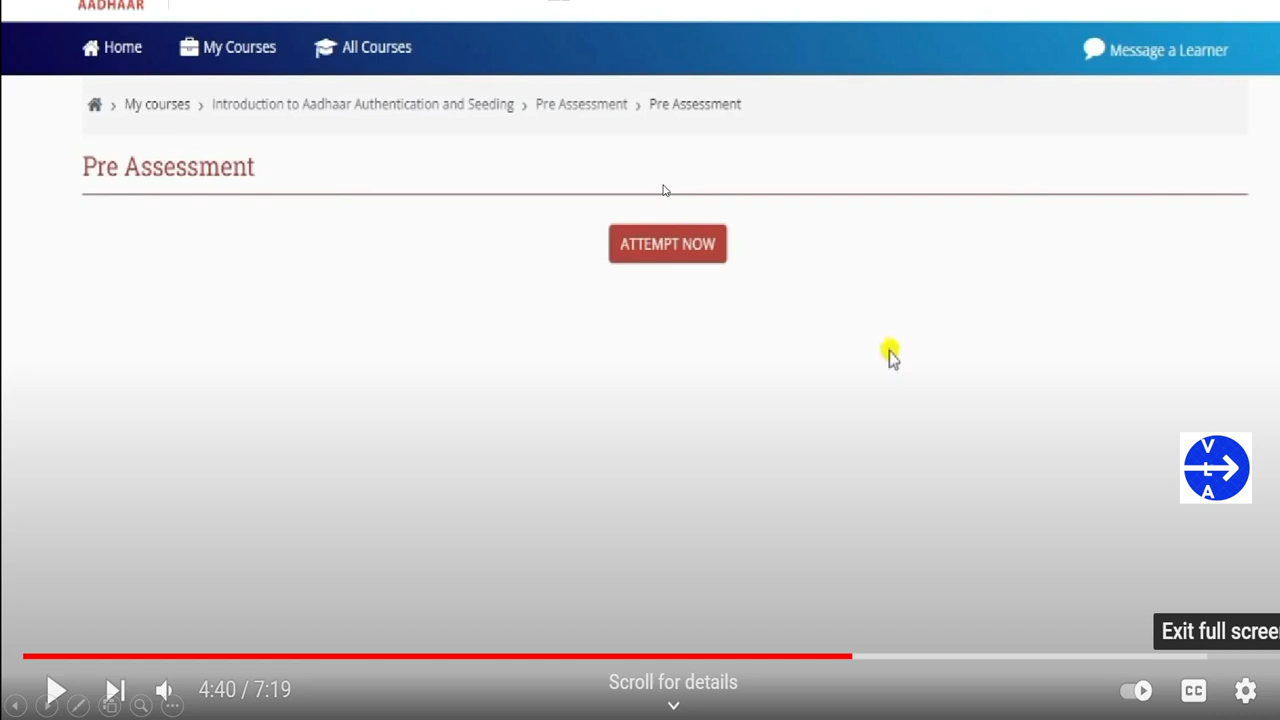 AADHAAR
Home My Courses All Courses Message a Learner
> My courses > Introduction to Aadhaar Authentication and Seeding > Pre Assessment > Pre Assessment
Pre Assessment
ATTEMPT NOW
V
L
A
Exit full scree
4:40 / 7:19
Scroll for details
CC